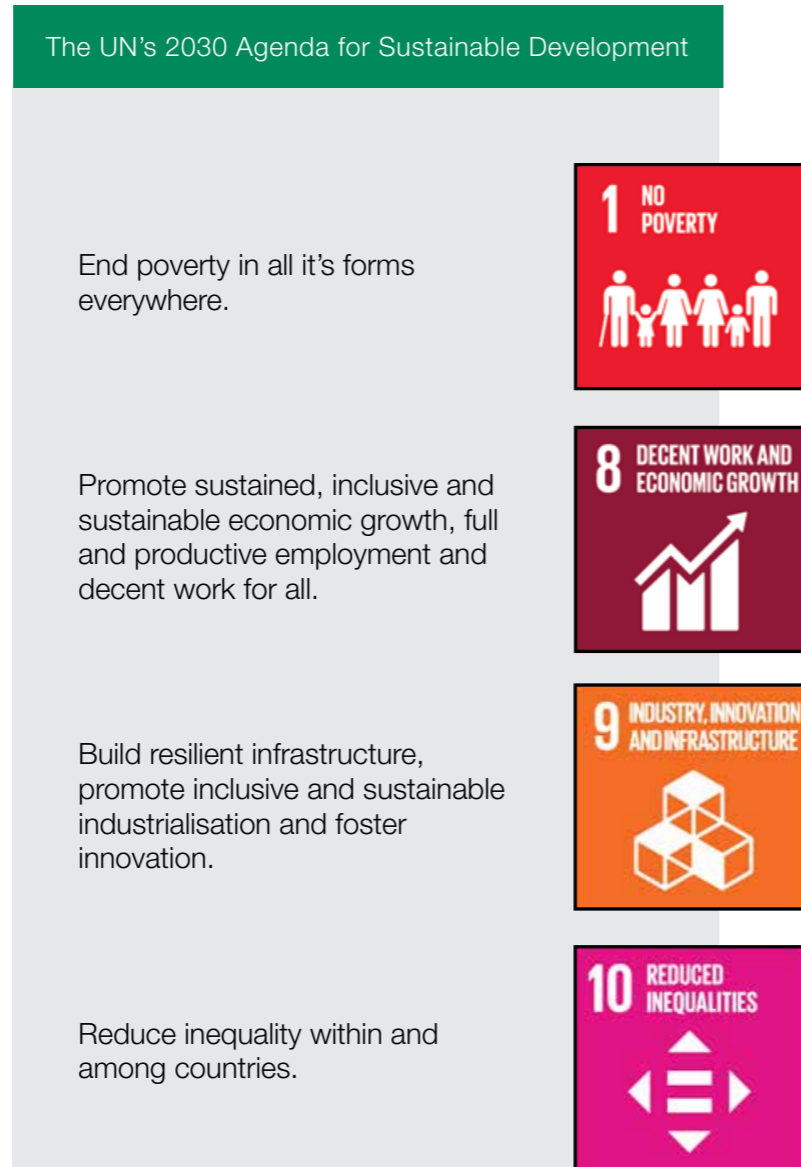 The UN's 2030 Agenda for Sustainable Development
End poverty in all it's forms
everywhere.
1 NO
POVERTY
Promote sustained, inclusive and
sustainable economic growth, full
and productive employment and
decent work for all.
8 DECENT WORK AND
ECONOMIC GROWTH
Build resilient infrastructure,
promote inclusive and sustainable
industrialisation and foster
innovation.
9 INDUSTRY, INNOVATION
AND INFRASTRUCTURE
Reduce inequality within and
among countries.
10 REDUCED
INEQUALITIES